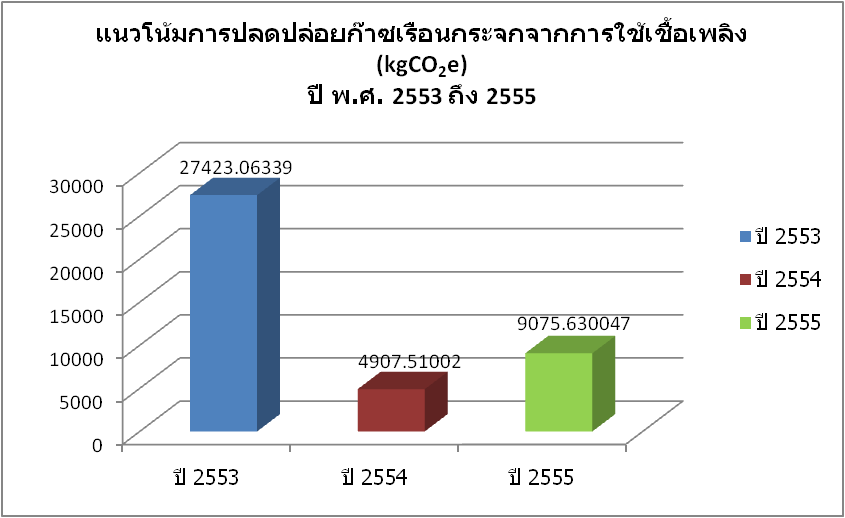 แนวโน้มการปลดปล่อยก๊าซเรือนกระจกจากการใช้เชื้อเพลิง
(kgCO₂e)
ปี พ.ศ. 2553 ถึง 2555
27423.06339
4907.51002
9075.630047
30000
25000
20000
15000
10000
5000
0
ปี 2553
ปี 2554
ปี 2555
ปี 2553
ปี 2554
ปี 2555